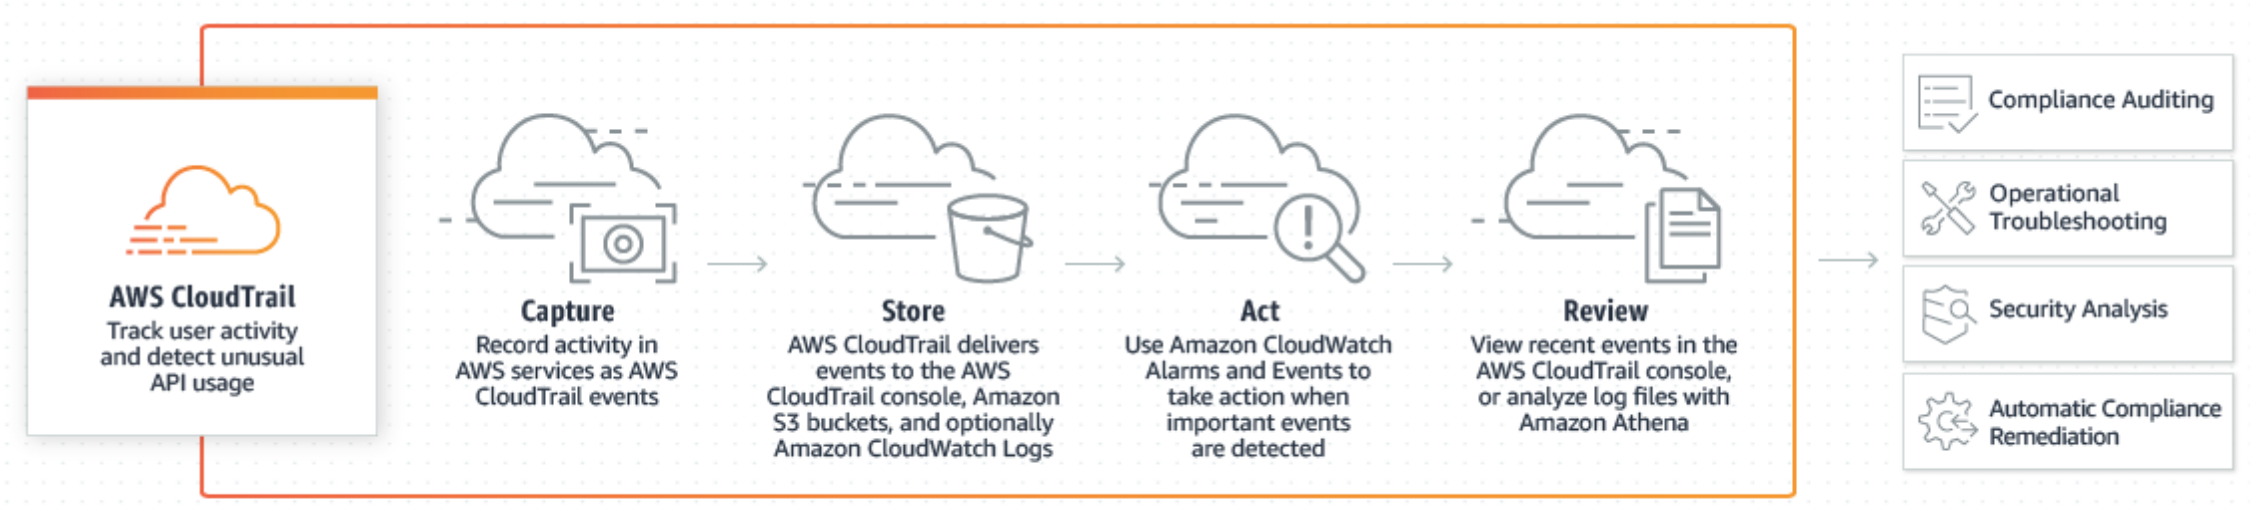 AWS CloudTrail
Track user activity
and detect unusual
API usage
Capture
Record activity in
AWS services as AWS
CloudTrail events
Store
AWS CloudTrail delivers
events to the AWS
CloudTrail console, Amazon
S3 buckets, and optionally
Amazon CloudWatch Logs
Act
Use Amazon CloudWatch
Alarms and Events to
take action when
important events
are detected
Review
View recent events in the
AWS CloudTrail console,
or analyze log files with
Amazon Athena
Compliance Auditing
Operational
Troubleshooting
Security Analysis
Automatic Compliance
Remediation